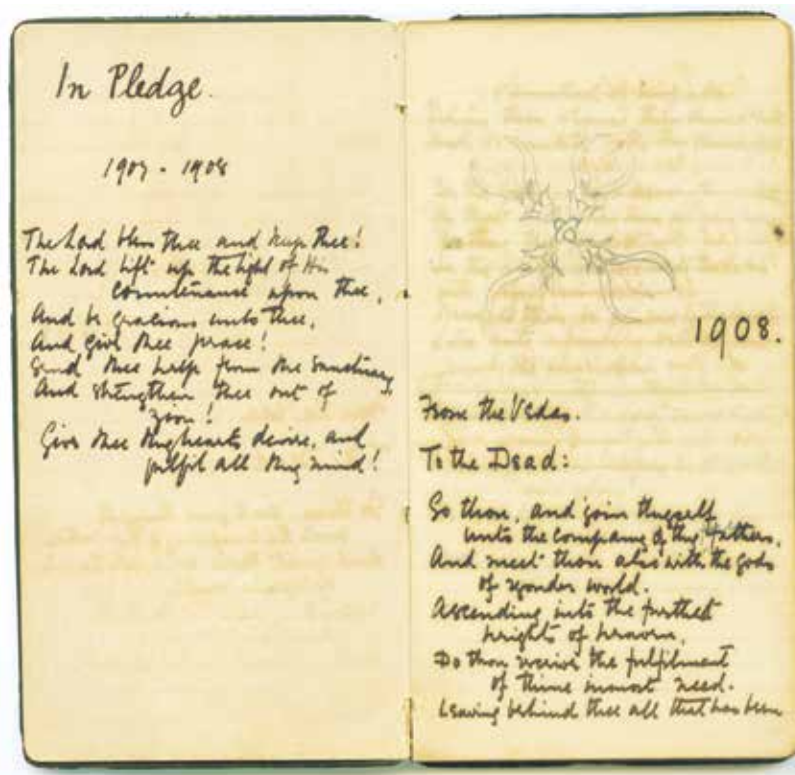 In Pledge.
1907 - 1908
The Lord bless thee and keep thee!
The Lord lift up the light of His
countenance upon thee,
And be gracious unto thee,
And give thee peace!
Send thee help from the Sanctuary
And strengthen thee out of
Zion!
Give thee thy hearts desire, and
fulfil all thy mind!
1908.
From the Vedas.
To the Dead:
Go thou, and join thyself
unto the company of thy fathers,
And meet thou also with the gods
of yonder world.
Ascending into the furthest
heights of heaven,
Do thou receive the fulfilment
of thine inmost need.
Leaving behind thee all that has been